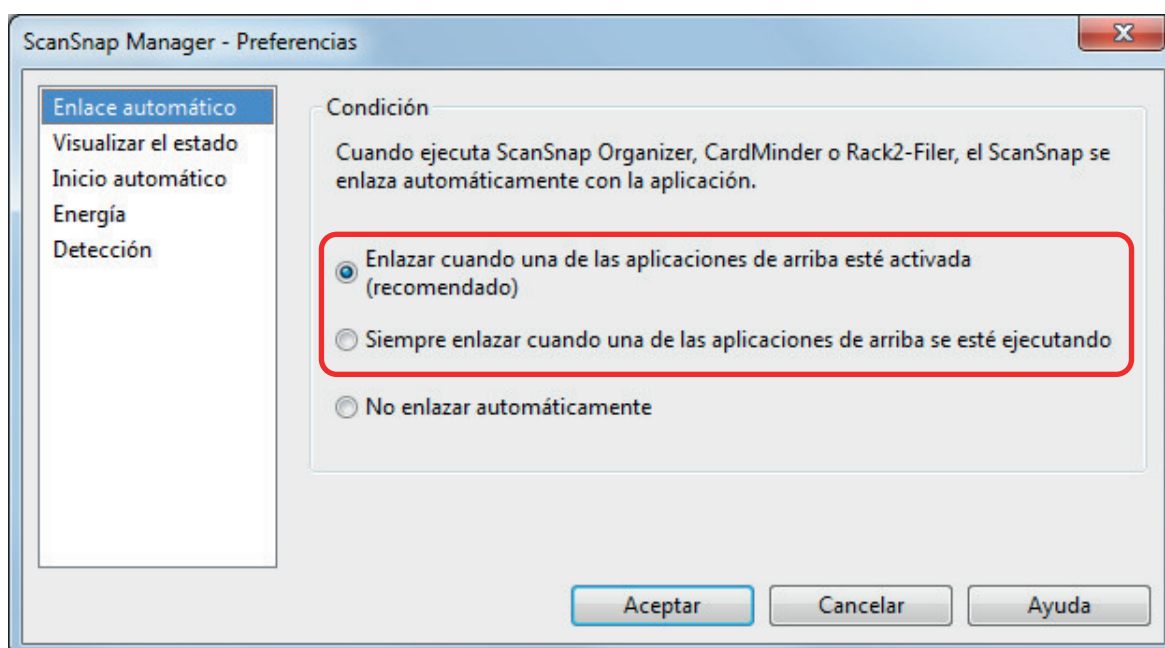 ScanSnap Manager - Preferencias
Enlace automático
Visualizar el estado
Inicio automático
Energía
Detección
Condición
Cuando ejecuta ScanSnap Organizer, CardMinder o Rack2-Filer, el ScanSnap se
enlaza automáticamente con la aplicación.
Enlazar cuando una de las aplicaciones de arriba esté activada
(recomendado)
Siempre enlazar cuando una de las aplicaciones de arriba se esté ejecutando
No enlazar automáticamente
Aceptar
Cancelar
Ayuda